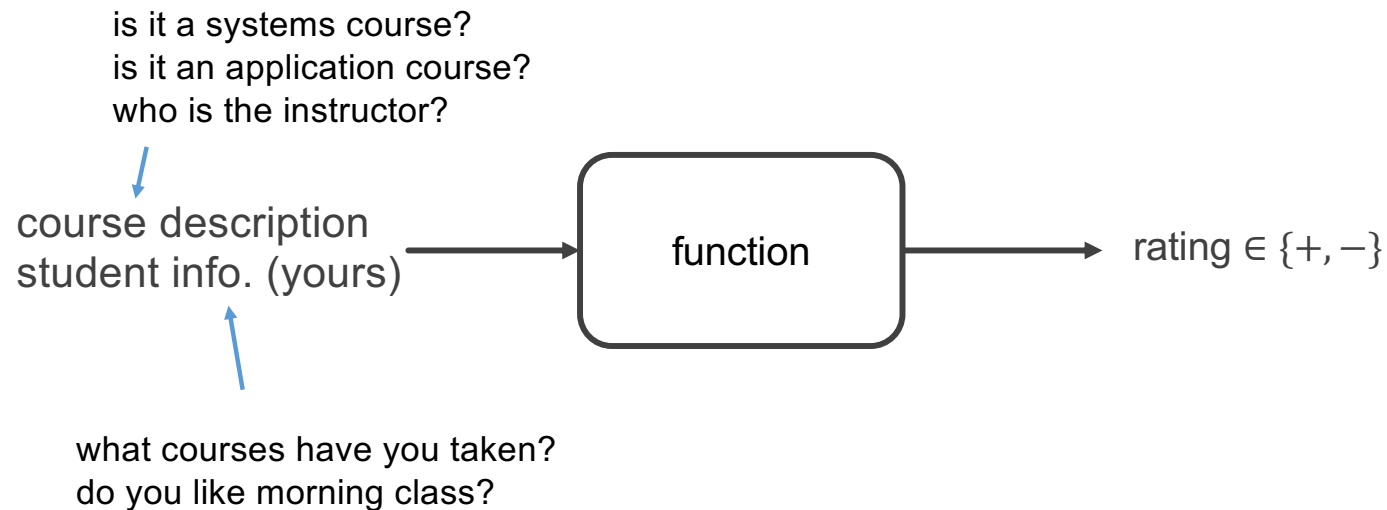 is it a systems course?
is it an application course?
who is the instructor?
course description
student info. (yours)
function
rating ∈ {+, −}
what courses have you taken?
do you like morning class?